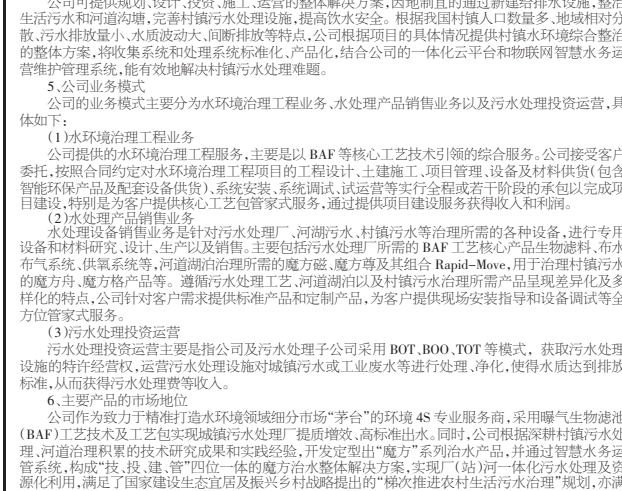 公司可提供规划、设计、投资、施工、运营的整体解决方案,因地制宜的通过新建给排水设施,整治
生活污水和河道沟塘,完善村镇污水处理设施,提高饮水安全。根据我国村镇人口数量多、地域相对分
散、污水排放量小、水质波动大、间断排放等特点,公司根据项目的具体情况提供村镇水环境综合整治
的整体方案,将收集系统和处理系统标准化、产品化,结合公司的一体化云平台和物联网智慧水务运
营维护管理系统,能有效地解决村镇污水处理难题。
5、公司业务模式
公司的业务模式主要分为水环境治理工程业务、水处理产品销售业务以及污水处理投资运营,具
体如下:
(1)水环境治理工程业务
公司提供的水环境治理工程服务,主要是以 BAF 等核心工艺技术引领的综合服务。公司接受客户
委托,按照合同约定对水环境治理工程项目的工程设计、土建施工、项目管理、设备及材料供货(包含
智能环保产品及配套设备供货)、系统安装、系统调试、试运营等实行全程或若干阶段的承包以完成项
目建设,特别是为客户提供核心工艺包管家式服务,通过提供项目建设服务获得收入和利润。
(2)水处理产品销售业务
水处理设备销售业务是针对污水处理厂、河湖污水、村镇污水等治理所需的各种设备,进行专用
设备和材料研究、设计、生产以及销售。主要包括污水处理厂所需的 BAF 工艺核心产品生物滤料、布水
布气系统、供氧系统等,河道湖泊治理所需的魔方磁、魔方尊及其组合 Rapid-Move,用于治理村镇污水
的魔方舟、魔方格产品等。遵循污水处理工艺、河道湖泊以及村镇污水治理所需产品呈现差异化及多
样化的特点,公司针对客户需求提供标准产品和定制产品,为客户提供现场安装指导和设备调试等全
方位管家式服务。
(3)污水处理投资运营
污水处理投资运营主要是指公司及污水处理子公司采用 BOT、BOO、TOT 等模式, 获取污水处理
设施的特许经营权,运营污水处理设施对城镇污水或工业废水等进行处理、净化,使得水质达到排放
标准,从而获得污水处理费等收入。
6、主要产品的市场地位
公司作为致力于精准打造水环境领域细分市场“茅台”的环境 4S 专业服务商,采用曝气生物滤池
(BAF)工艺技术及工艺包实现城镇污水处理厂提质增效、高标准出水。同时,公司根据深耕村镇污水处
理、河道治理积累的技术研究成果和实践经验,开发定型出“魔方”系列治水产品,并通过智慧水务运
管系统,构成“技、投、建、管”四位一体的魔方治水整体解决方案,实现厂(站)河一体化污水处理及资
源化利用,满足了国家建设生态宜居及振兴乡村战略提出的“梯次推进农村生活污水治理”规划,亦满